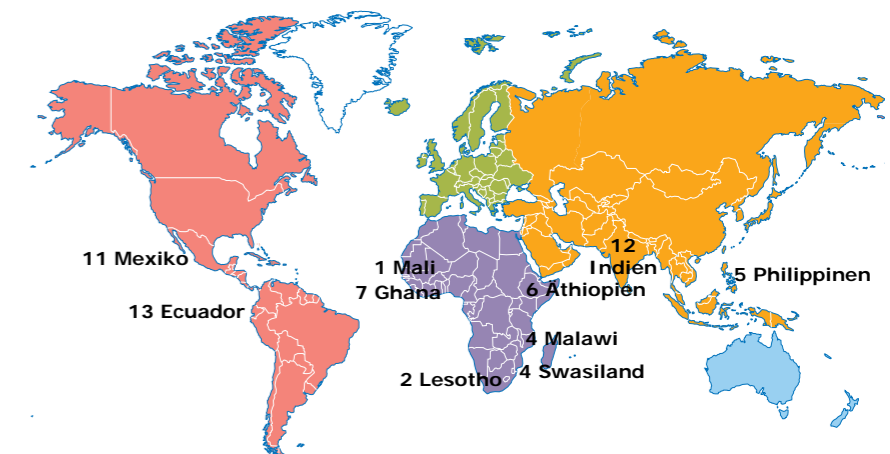 11 Mexiko
13 Ecuador
1 Mali
7 Ghana
12
Indien
6 Äthiopien
5 Philippinen
4 Malawi
4 Swasiland
2 Lesotho